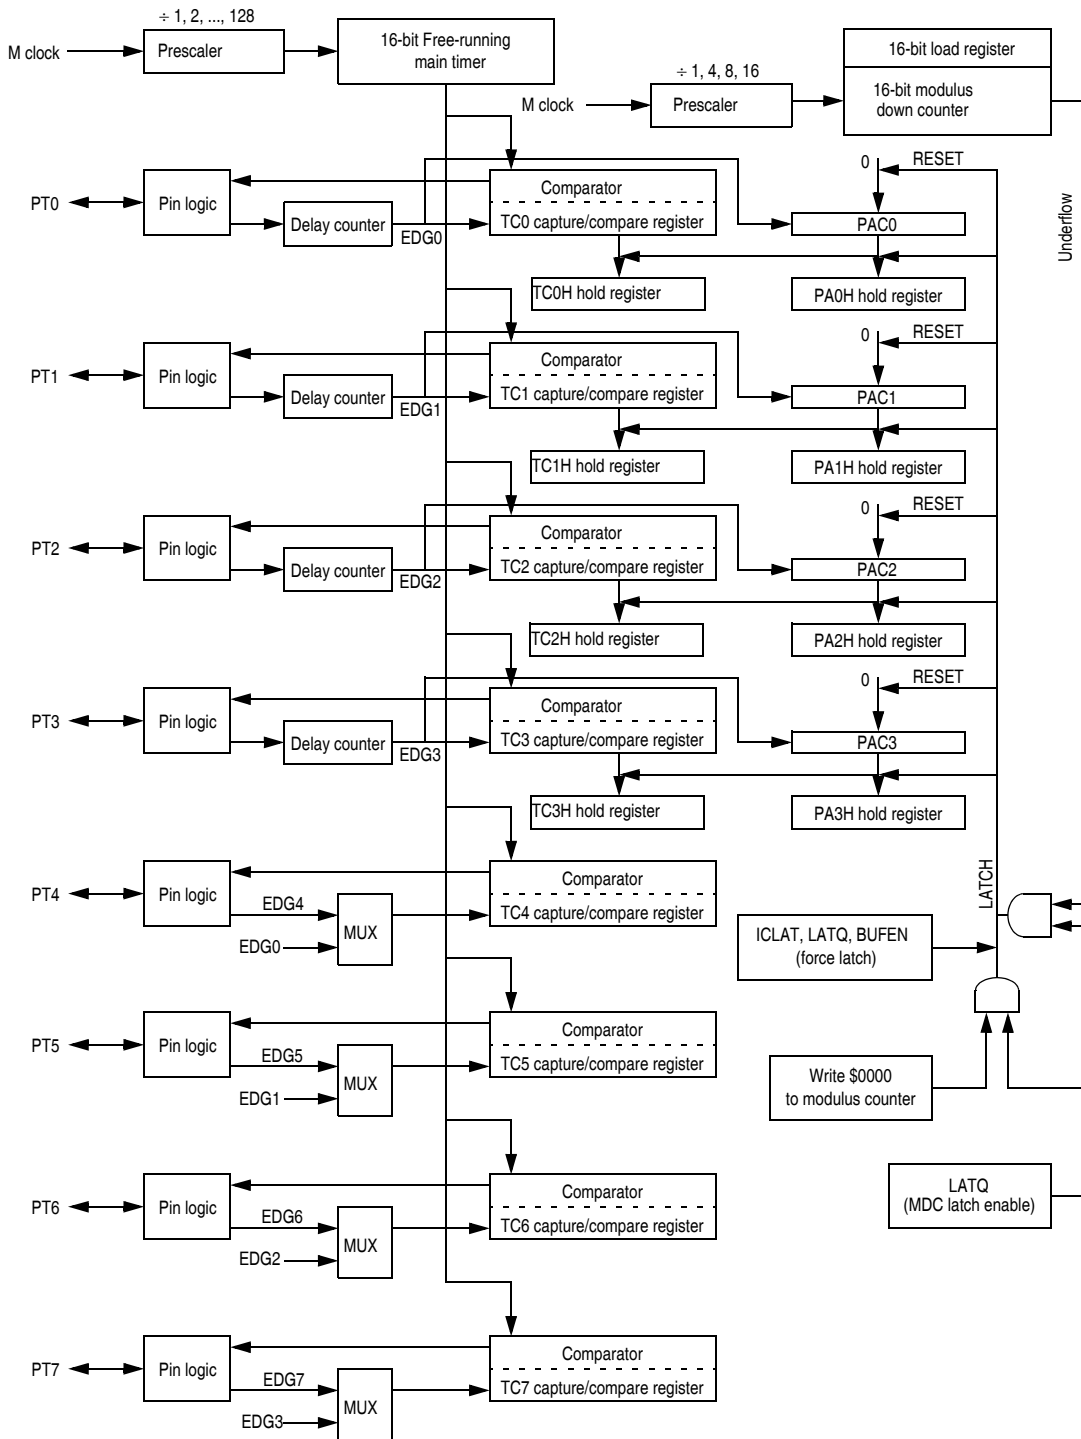 ÷ 1, 2, ..., 128
M clock
Prescaler
16-bit Free-running
main timer
÷ 1, 4, 8, 16
M clock
Prescaler
16-bit load register
16-bit modulus
down counter
Underflow
PT0
Pin logic
Delay counter
EDG0
Comparator
TC0 capture/compare register
0
RESET
PAC0
TC0H hold register
PA0H hold register
PT1
Pin logic
Delay counter
EDG1
Comparator
TC1 capture/compare register
0
RESET
PAC1
TC1H hold register
PA1H hold register
PT2
Pin logic
Delay counter
EDG2
Comparator
TC2 capture/compare register
0
RESET
PAC2
TC2H hold register
PA2H hold register
PT3
Pin logic
Delay counter
EDG3
Comparator
TC3 capture/compare register
0
RESET
PAC3
TC3H hold register
PA3H hold register
LATCH
PT4
Pin logic
EDG4
EDG0
MUX
Comparator
TC4 capture/compare register
ICLAT, LATQ, BUFEN
(force latch)
PT5
Pin logic
EDG5
EDG1
MUX
Comparator
TC5 capture/compare register
Write $0000
to modulus counter
PT6
Pin logic
EDG6
EDG2
MUX
Comparator
TC6 capture/compare register
LATQ
(MDC latch enable)
PT7
Pin logic
EDG7
EDG3
MUX
Comparator
TC7 capture/compare register